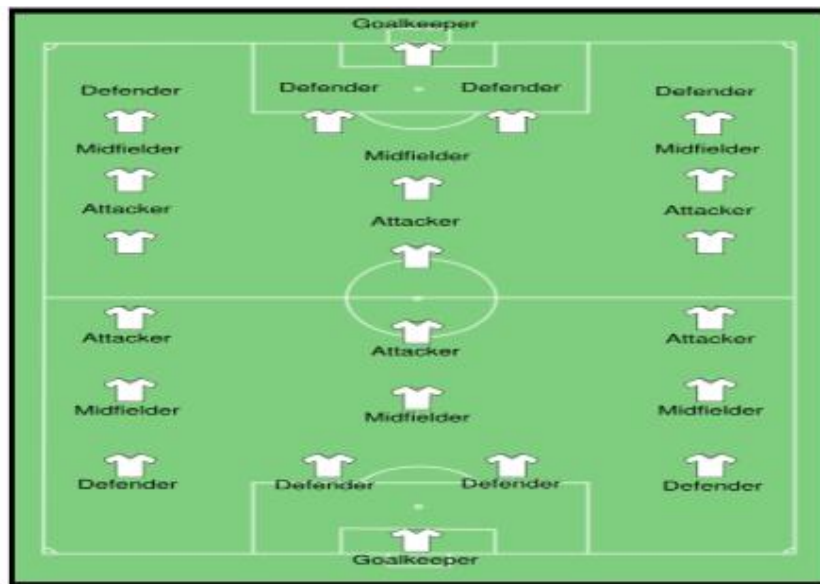 Goalkeeper
Defender Defender Defender Defender
Midfielder Midfielder Midfielder
Attacker Attacker Attacker
Attacker Attacker Attacker
Midfielder Midfielder Midfielder
Defender Defender Defender Defender
Goalkeeper